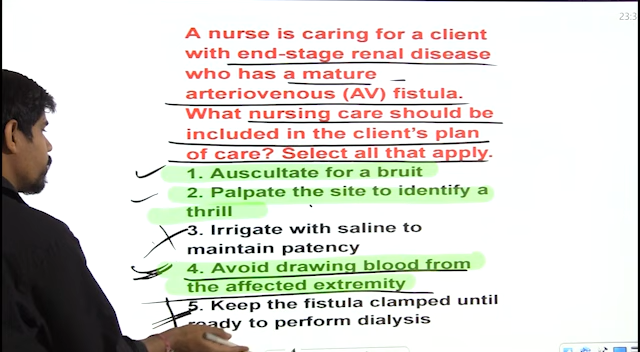 23:3
A nurse is caring for a client
with end-stage renal disease
who has a mature
arteriovenous (AV) fistula.
What nursing care should be
included in the client's plan
of care? Select all that apply.
1. Auscultate for a bruit
2. Palpate the site to identify a
thrill
3. Irrigate with saline to
maintain patency
4. Avoid drawing blood from
the affected extremity
5. Keep the fistula clamped until
ready to perform dialysis